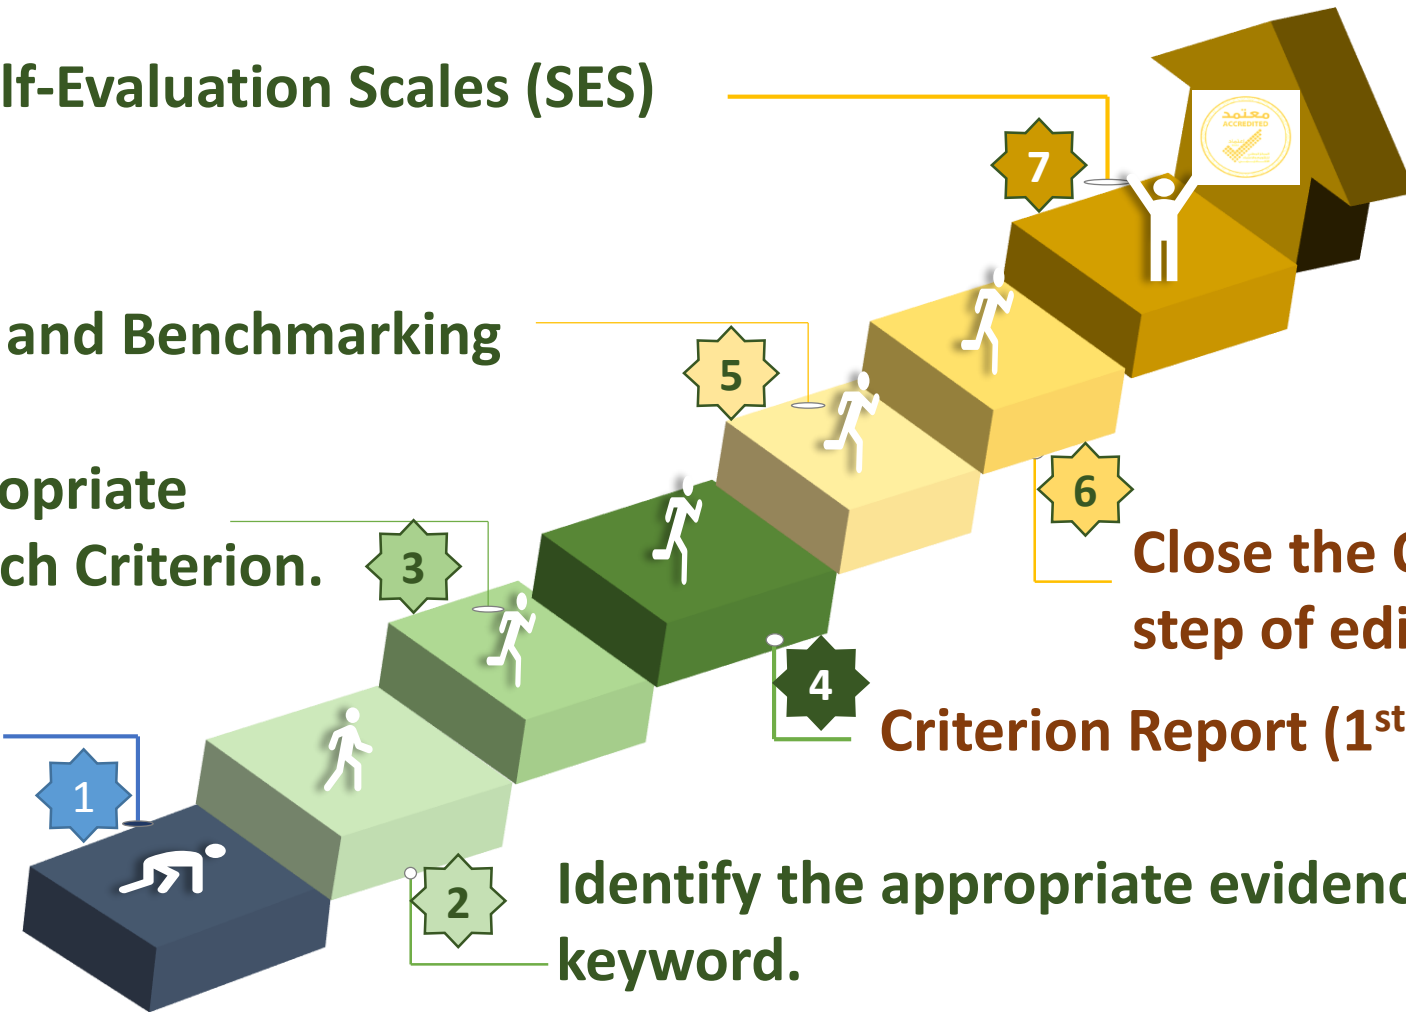 lf-Evaluation Scales (SES)
معتمد
ACCREDITED
7
and Benchmarking
5
opriate
ch Criterion.
3
6
Close the
step of edi
4
Criterion Report (1st
1
2
Identify the appropriate evidenc
keyword.